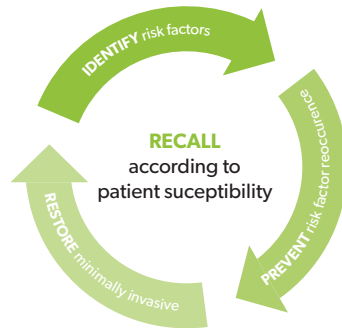 IDENTIFY risk factors
PREVENT risk factor reoccurence
RESTORE minimally invasive
RECALL
according to
patient suceptibility